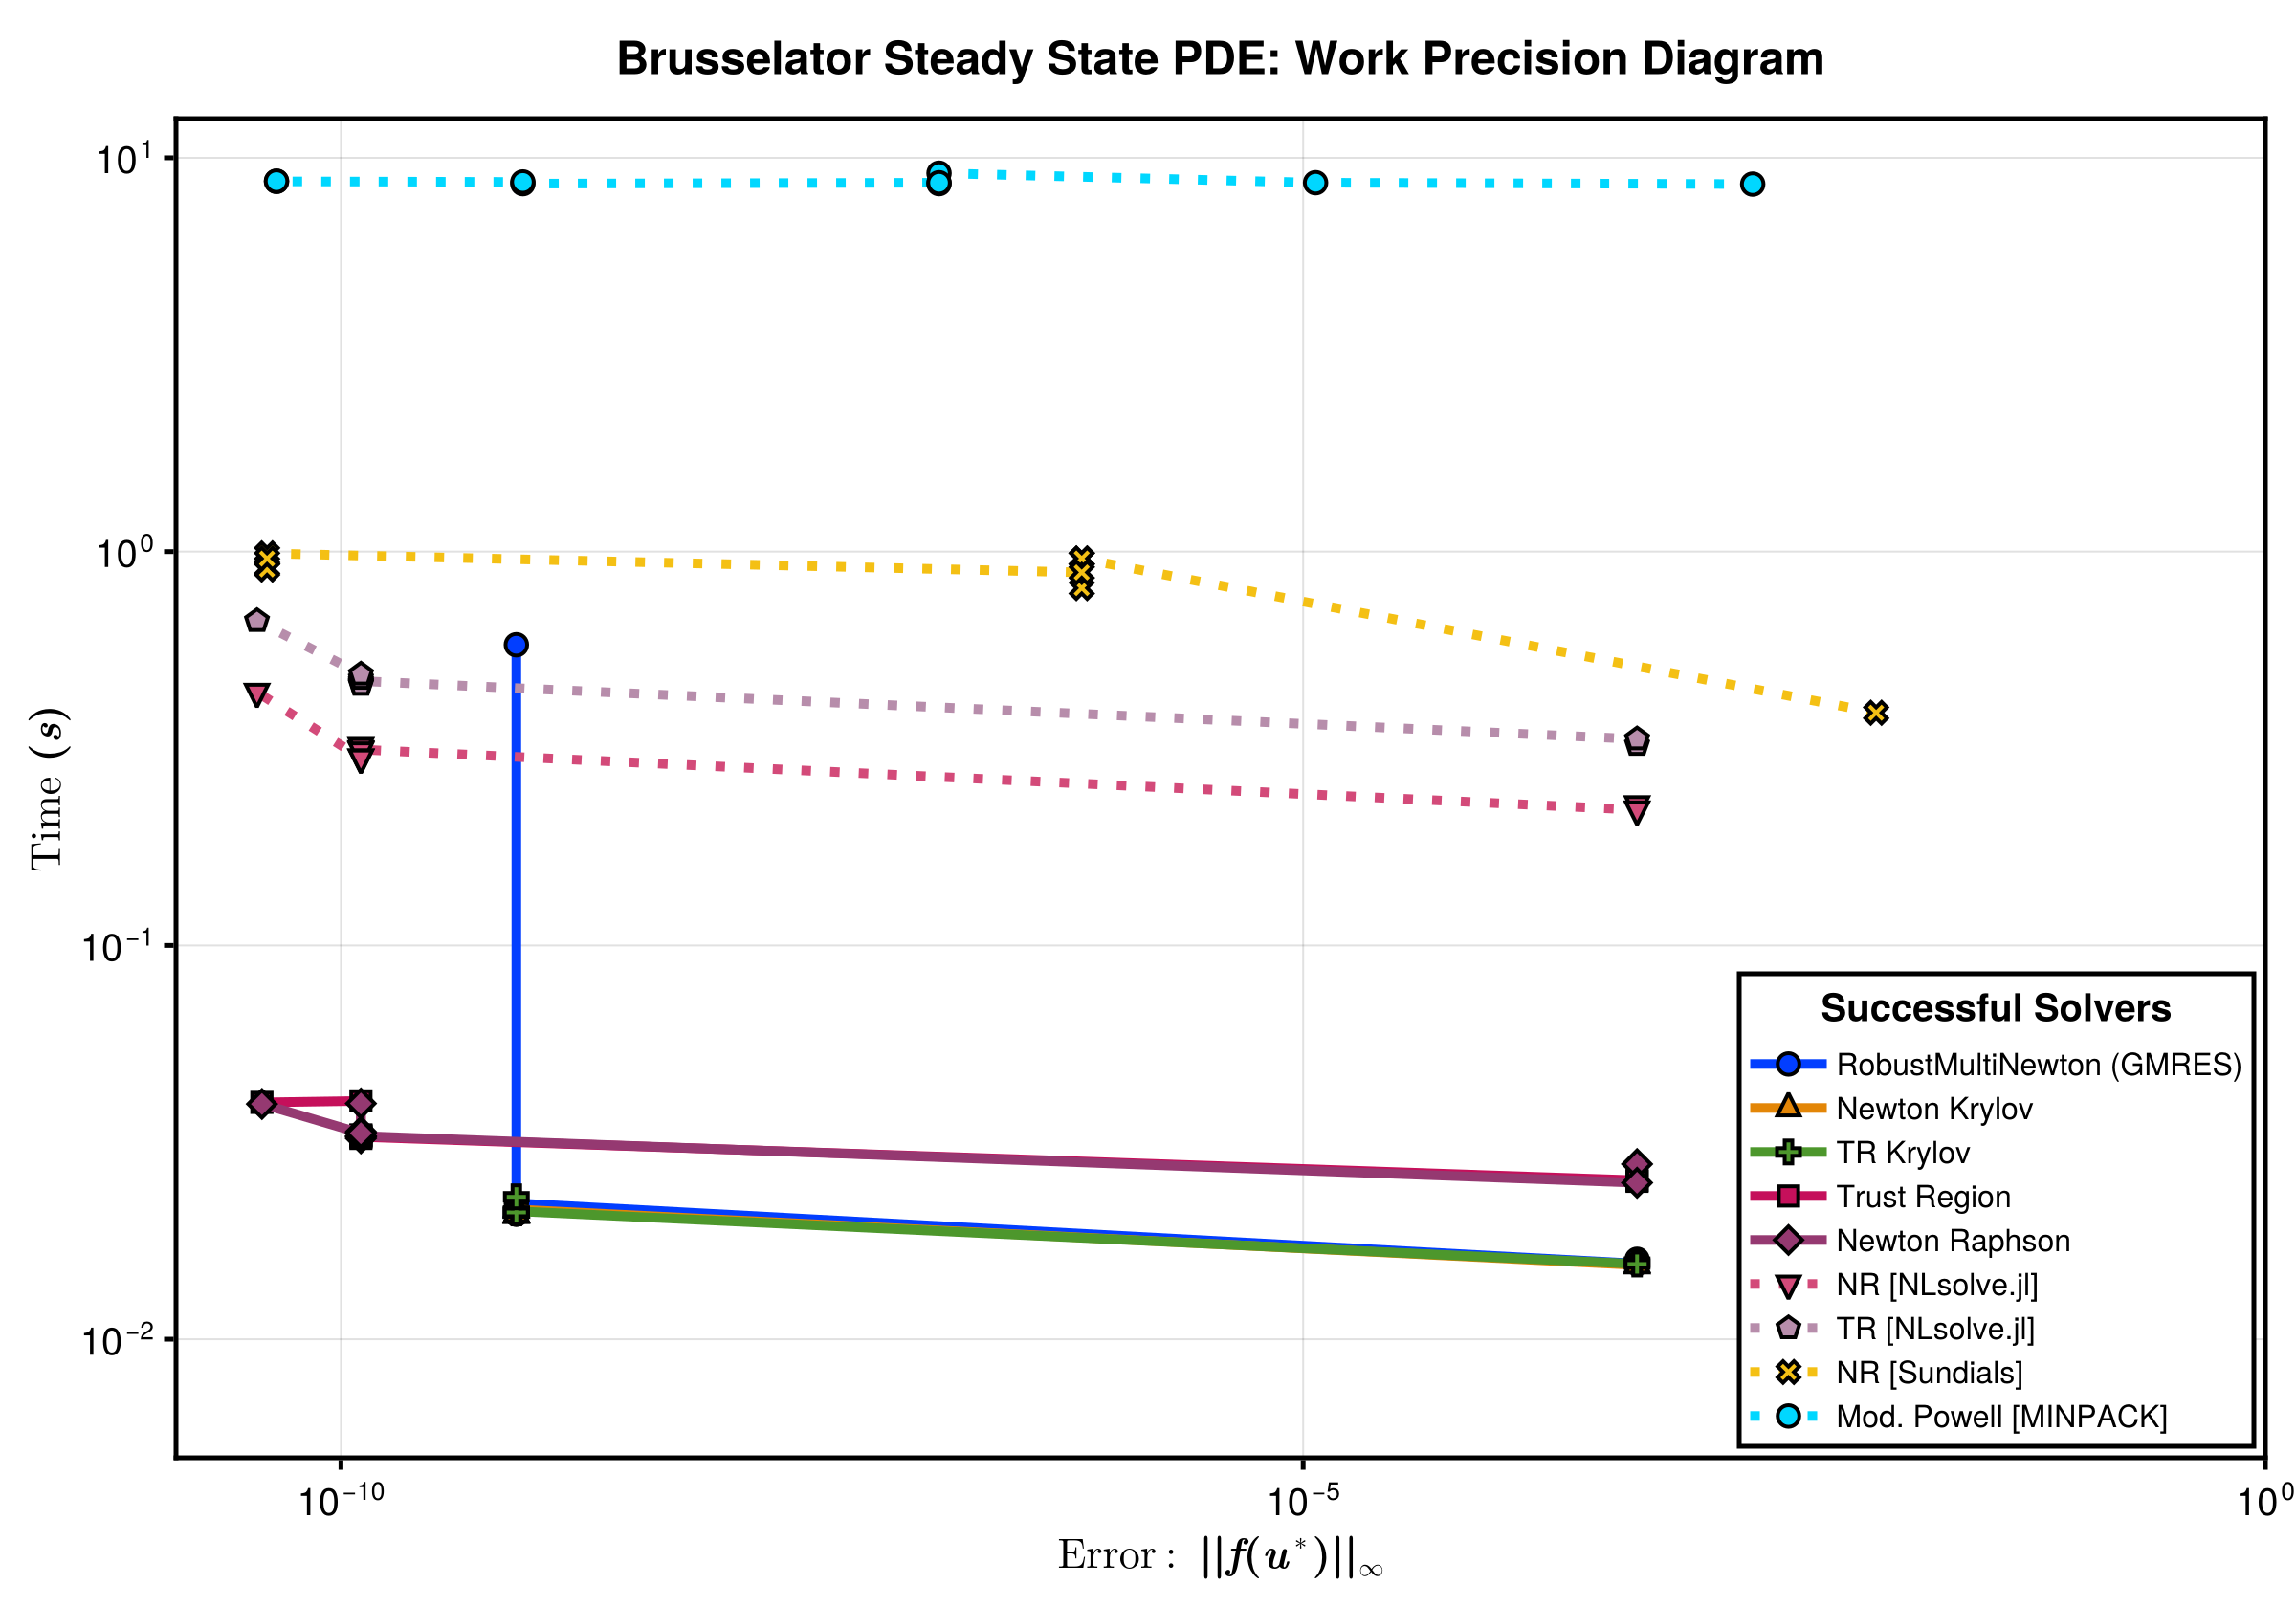 Brusselator Steady State PDE: Work Precision Diagram
10¹
10⁰
10⁻¹
10⁻²
Time (s)
10⁻¹⁰
10⁻⁵
10⁰
Error: ||f(u*)||∞
Successful Solvers
RobustMultiNewton (GMRES)
Newton Krylov
TR Krylov
Trust Region
Newton Raphson
NR [NLsolve.jl]
TR [NLsolve.jl]
NR [Sundials]
Mod. Powell [MINPACK]